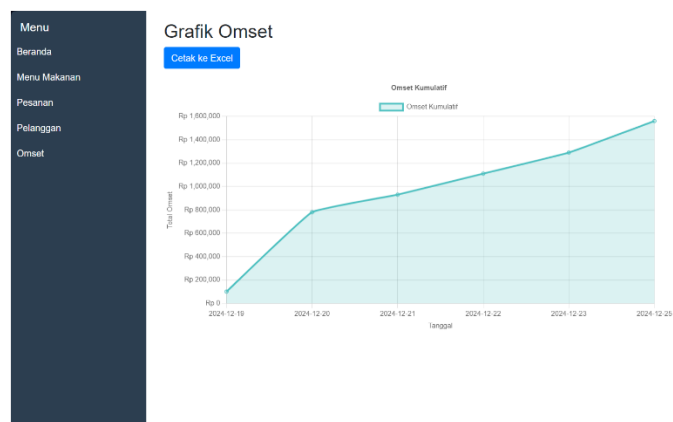 Menu
Beranda
Menu Makanan
Pesanan
Pelanggan
Omset
Grafik Omset
Cetak ke Excel
Omset Kumulatif
Omset Kumulatif
Rp 1,600,000
Rp 1,400,000
Rp 1,200,000
Rp 1,000,000
Rp 800,000
Rp 600,000
Rp 400,000
Rp 200,000
Rp 0
Total Omset
2024-12-19 2024-12-20 2024-12-21 2024-12-22 2024-12-23 2024-12-25
Tanggal